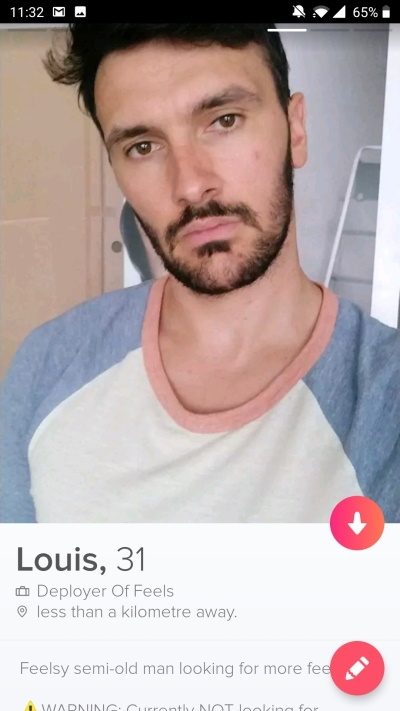 11:32
65%
Louis, 31
Deployer Of Feels
less than a kilometre away.
Feelsy semi-old man looking for more
WARNING: Currently NOT looking for